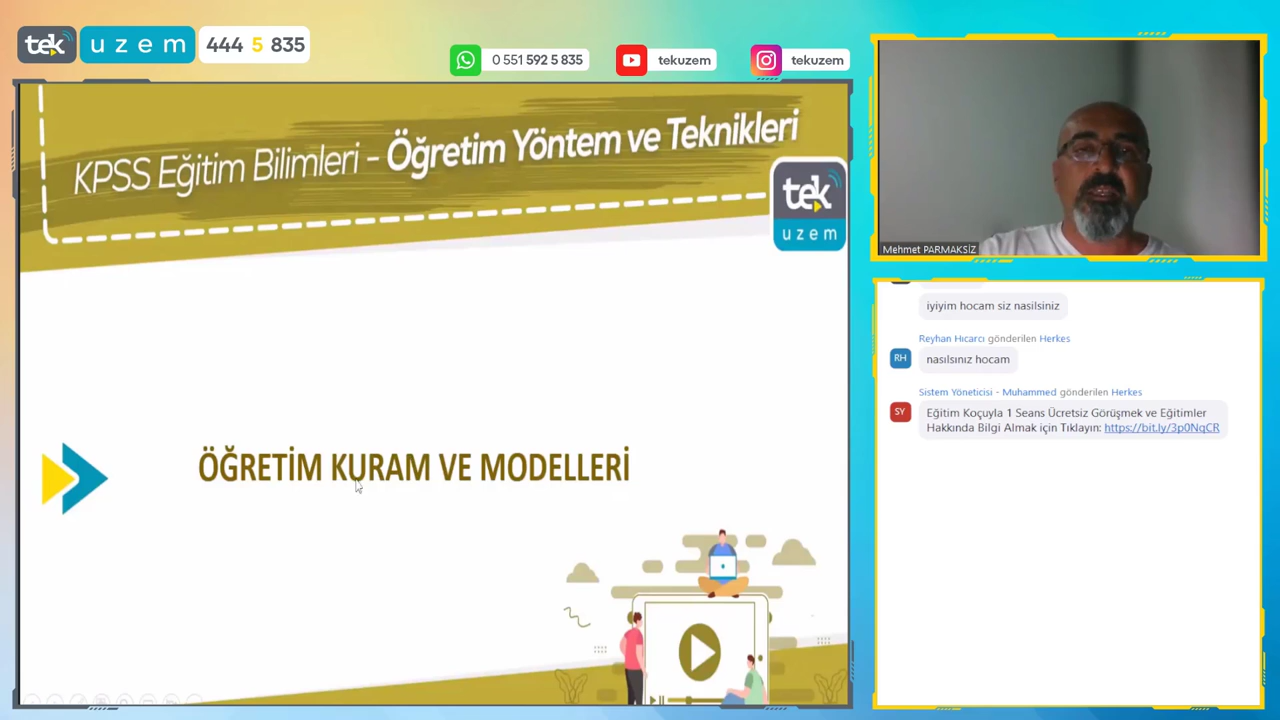 tek uzem 444 5 835
0 551 592 5 835
tekuzem
tekuzem
KPSS Eğitim Bilimleri - Öğretim Yöntem ve Teknikleri
tek
uzem
ÖĞRETİM KURAM VE MODELLERİ
Mehmet PARMAKSİZ
iyiyim hocam siz nasilsiniz
Reyhan Hıcarcı gönderilen Herkes
RH
nasılsınız hocam
Sistem Yöneticisi - Muhammed gönderilen Herkes
SY
Eğitim Koçuyla 1 Seans Ücretsiz Görüşmek ve Eğitimler
Hakkında Bilgi Almak için Tıklayın: https://bit.ly/3p0NqCR